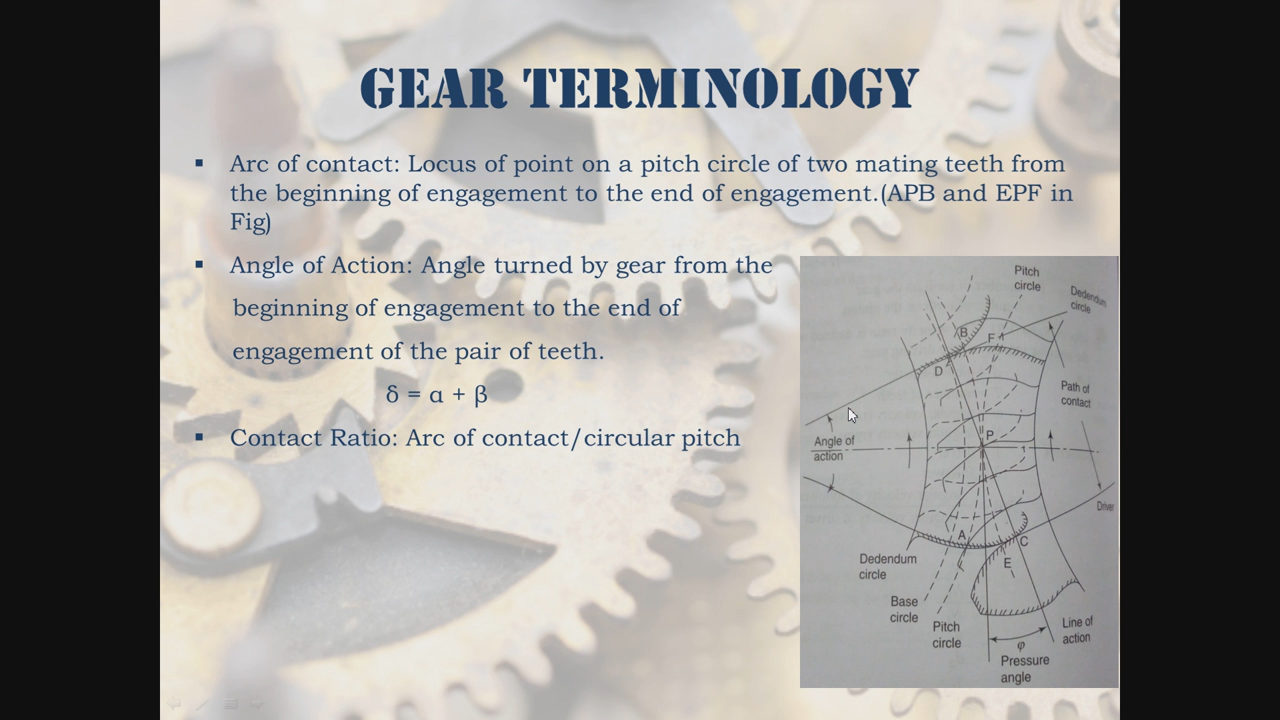 GEAR TERMINOLOGY
▪ Arc of contact: Locus of point on a pitch circle of two mating teeth from
the beginning of engagement to the end of engagement.(APB and EPF in
Fig)
▪ Angle of Action: Angle turned by gear from the
beginning of engagement to the end of
engagement of the pair of teeth.
δ = α + β
▪ Contact Ratio: Arc of contact/circular pitch
Pitch
circle
Dedendum
circle
B
F
D
Path of
contact
P
Angle of
action
Driver
A
C
E
Dedendum
circle
Base
circle
Pitch
circle
Line of
action
φ
Pressure
angle